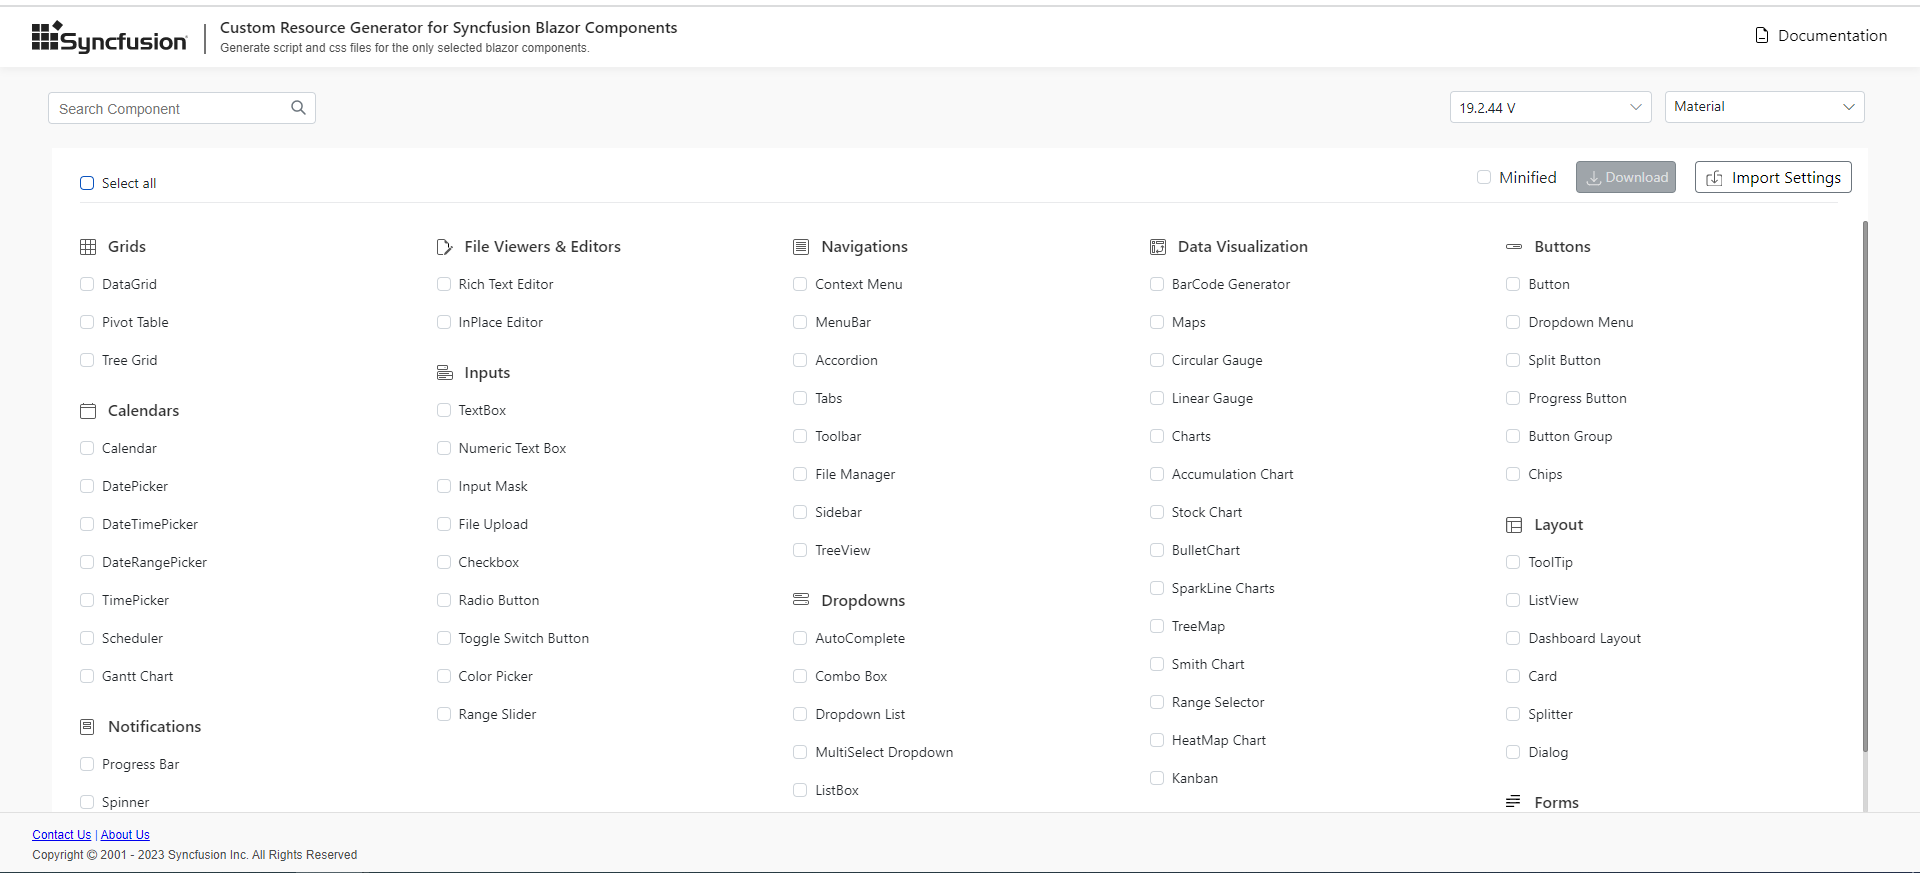 Syncfusion
Custom Resource Generator for Syncfusion Blazor Components
Generate script and css files for the only selected blazor components.
Documentation
Search Component
19.2.44 V
Material
Select all
Minified
Download
Import Settings
Grids
DataGrid
Pivot Table
Tree Grid
Calendars
Calendar
DatePicker
DateTimePicker
DateRangePicker
TimePicker
Scheduler
Gantt Chart
Notifications
Progress Bar
Spinner
File Viewers & Editors
Rich Text Editor
InPlace Editor
Inputs
TextBox
Numeric Text Box
Input Mask
File Upload
Checkbox
Radio Button
Toggle Switch Button
Color Picker
Range Slider
Navigations
Context Menu
MenuBar
Accordion
Tabs
Toolbar
File Manager
Sidebar
TreeView
Dropdowns
AutoComplete
Combo Box
Dropdown List
MultiSelect Dropdown
ListBox
Data Visualization
BarCode Generator
Maps
Circular Gauge
Linear Gauge
Charts
Accumulation Chart
Stock Chart
BulletChart
SparkLine Charts
TreeMap
Smith Chart
Range Selector
HeatMap Chart
Kanban
Buttons
Button
Dropdown Menu
Split Button
Progress Button
Button Group
Chips
Layout
ToolTip
ListView
Dashboard Layout
Card
Splitter
Dialog
Forms
Contact Us | About Us
Copyright © 2001 - 2023 Syncfusion Inc. All Rights Reserved